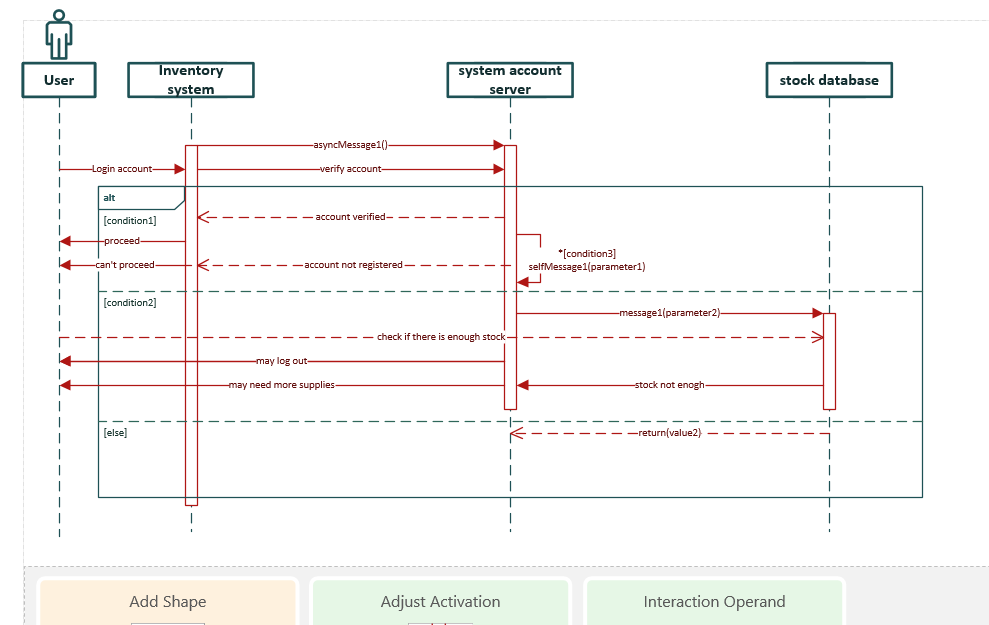 User
Inventory
system
system account
server
stock database
asyncMessage1()
Login account
verify account
alt
[condition1]
account verified
proceed
*[condition3]
selfMessage1(parameter1)
can't proceed
account not registered
[condition2]
message1(parameter2)
check if there is enough stock
may log out
may need more supplies
stock not enogh
[else]
return(value2)
Add Shape
Adjust Activation
Interaction Operand